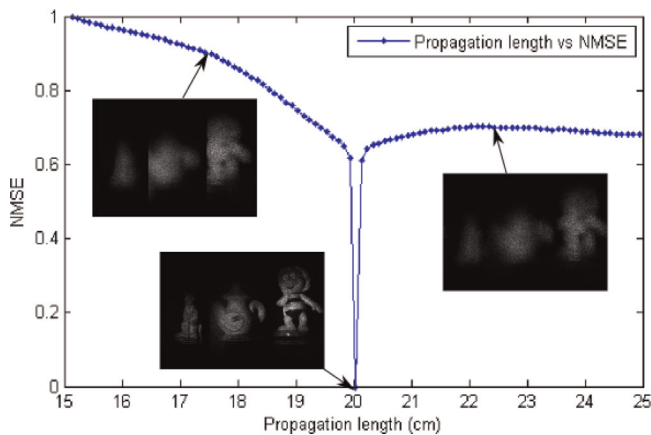 1
Propagation length vs NMSE
0.8
0.6
0.4
0.2
0
NMSE
15 16 17 18 19 20 21 22 23 24 25
Propagation length (cm)